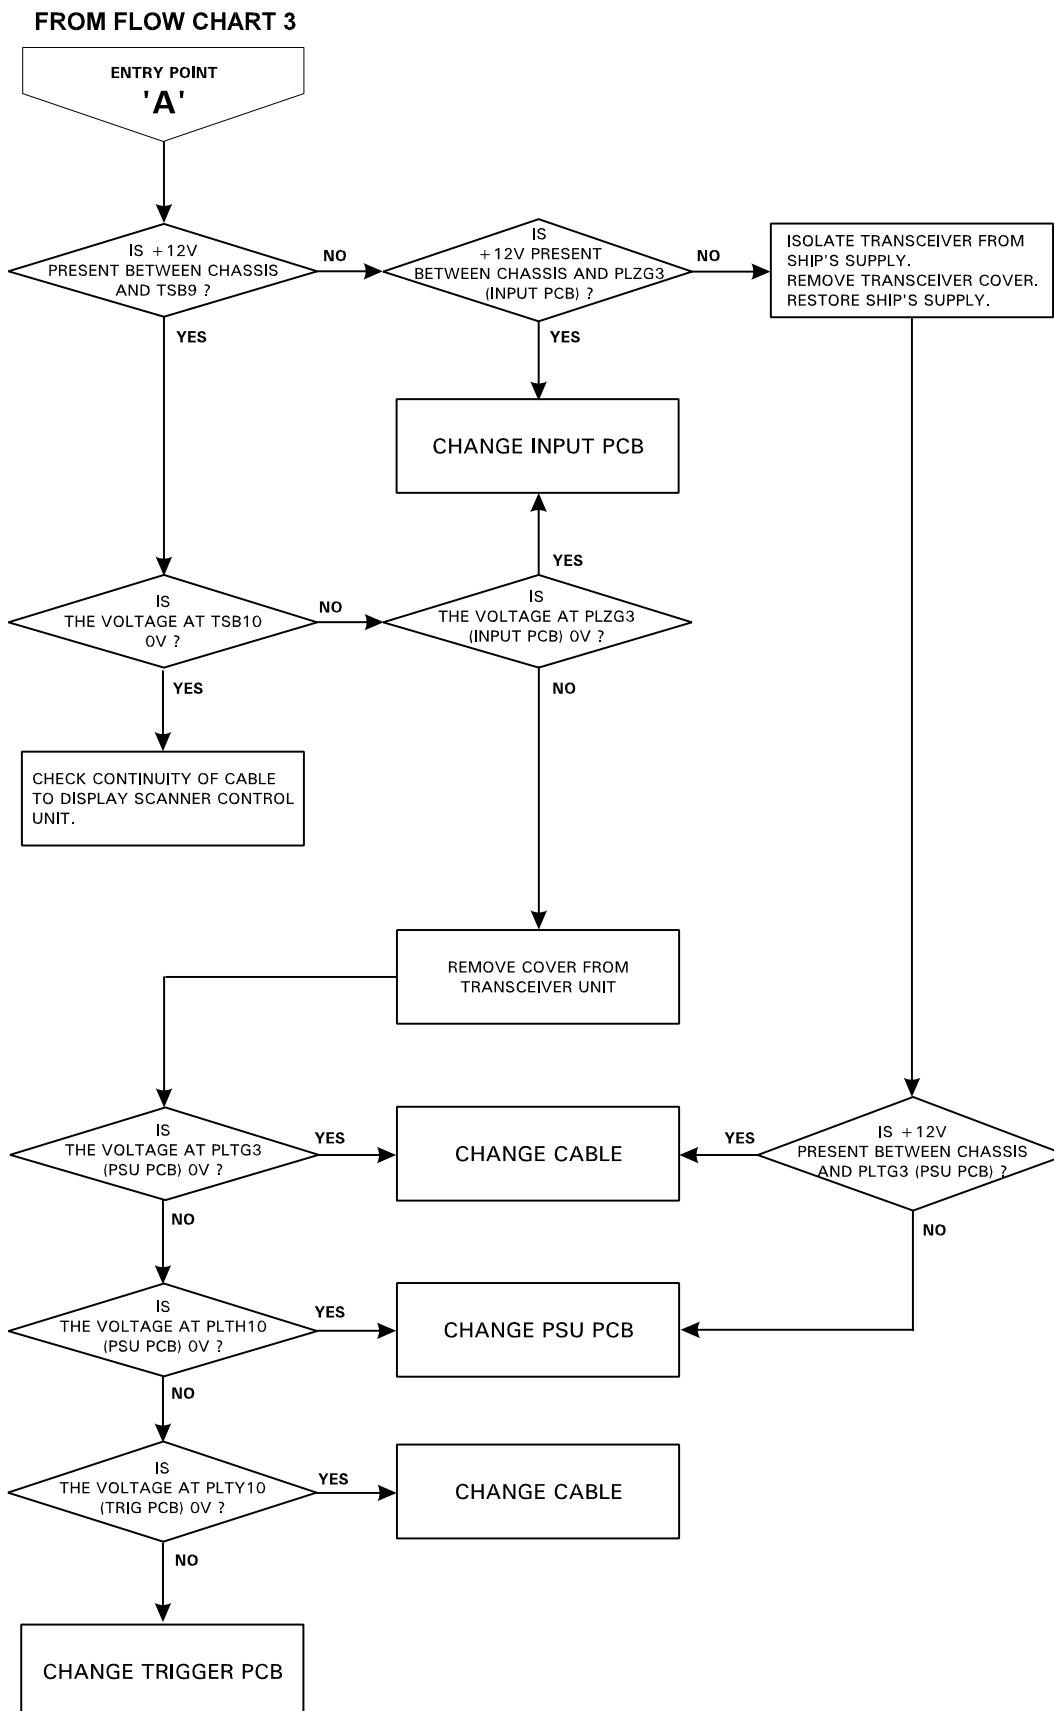 FROM FLOW CHART 3
ENTRY POINT
'A'
IS +12V
PRESENT BETWEEN CHASSIS
AND TSB9 ?
NO
YES
IS
+12V PRESENT
BETWEEN CHASSIS AND PLZG3
(INPUT PCB) ?
NO
YES
ISOLATE TRANSCEIVER FROM
SHIP'S SUPPLY.
REMOVE TRANSCEIVER COVER.
RESTORE SHIP'S SUPPLY.
CHANGE INPUT PCB
YES
IS
THE VOLTAGE AT TSB10
0V ?
NO
YES
IS
THE VOLTAGE AT PLZG3
(INPUT PCB) 0V ?
NO
CHECK CONTINUITY OF CABLE
TO DISPLAY SCANNER CONTROL
UNIT.
REMOVE COVER FROM
TRANSCEIVER UNIT
IS
THE VOLTAGE AT PLTG3
(PSU PCB) 0V ?
YES
NO
CHANGE CABLE
YES
IS +12V
PRESENT BETWEEN CHASSIS
AND PLTG3 (PSU PCB) ?
NO
IS
THE VOLTAGE AT PLTH10
(PSU PCB) 0V ?
YES
NO
CHANGE PSU PCB
IS
THE VOLTAGE AT PLTY10
(TRIG PCB) 0V ?
YES
NO
CHANGE CABLE
CHANGE TRIGGER PCB